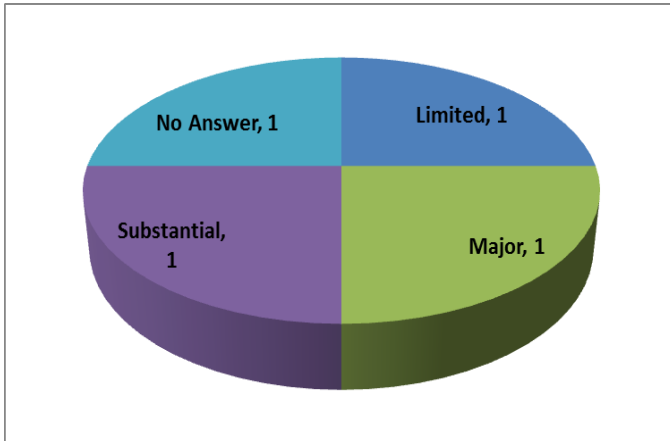 No Answer, 1
Limited, 1
Substantial,
1
Major, 1